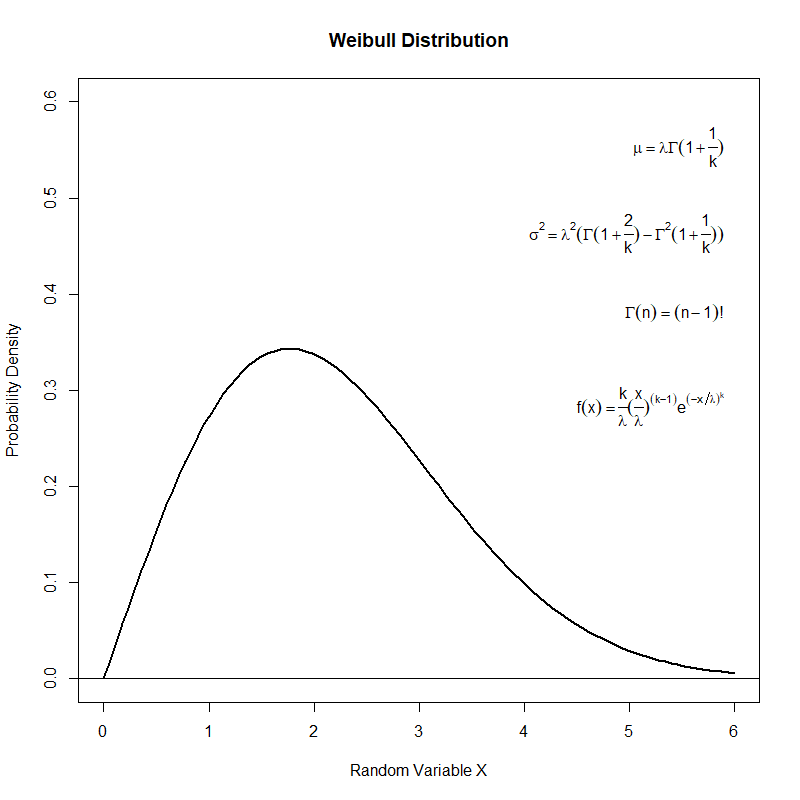 Weibull Distribution
0.6
μ = λΓ(1+1/k)
0.5
σ² = λ²(Γ(1+2/k)−Γ²(1+1/k))
0.4
Γ(n) = (n−1)!
0.3
f(x) = k/λ(x/λ)^(k−1)e^(−x/λ)^k
0.2
0.1
0.0
Probability Density
0 1 2 3 4 5 6
Random Variable X